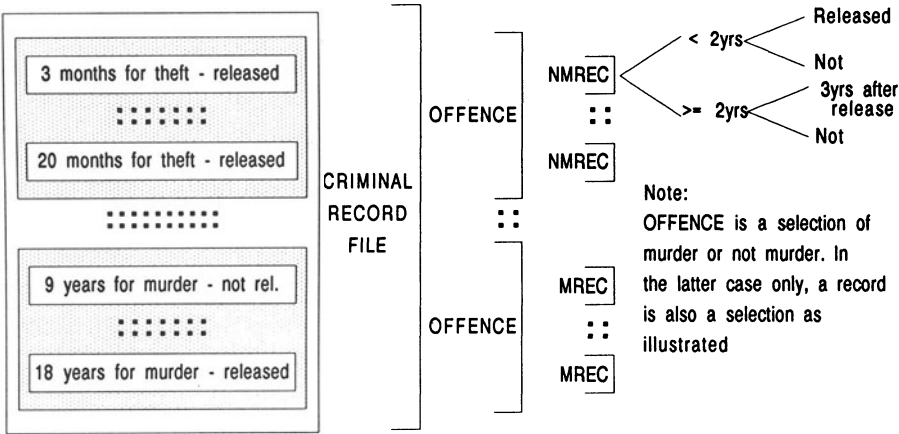 3 months for theft - released
20 months for theft - released
9 years for murder - not rel.
18 years for murder - released
CRIMINAL
RECORD
FILE
OFFENCE
OFFENCE
NMREC
NMREC
MREC
MREC
< 2yrs
>= 2yrs
Released
Not
3yrs after
release
Not
Note:
OFFENCE is a selection of
murder or not murder. In
the latter case only, a record
is also a selection as
illustrated